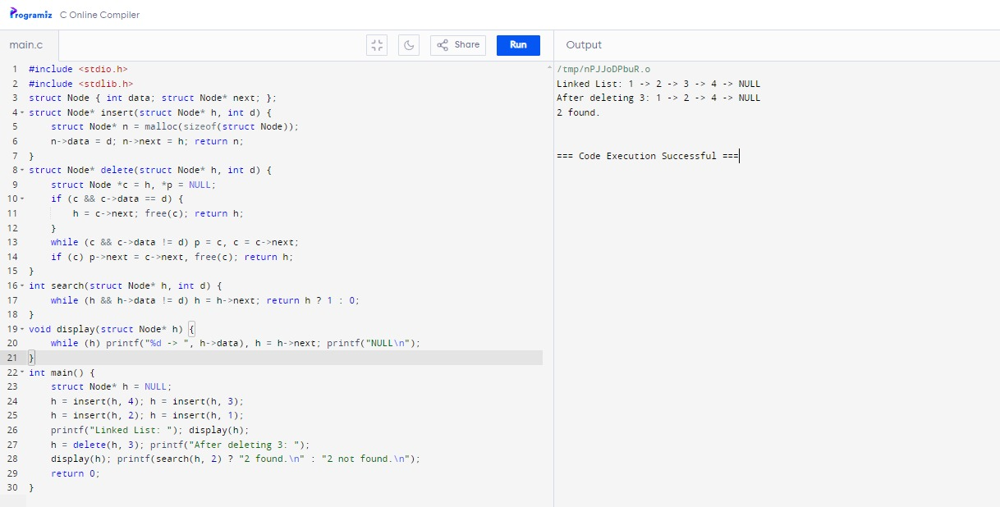 Programiz C Online Compiler
main.c
Share
Run
Output
1 #include <stdio.h>
2 #include <stdlib.h>
3 struct Node { int data; struct Node* next; };
4 struct Node* insert(struct Node* h, int d) {
5     struct Node* n = malloc(sizeof(struct Node));
6     n->data = d; n->next = h; return n;
7 }
8 struct Node* delete(struct Node* h, int d) {
9     struct Node *c = h, *p = NULL;
10     if (c && c->data == d) {
11         h = c->next; free(c); return h;
12     }
13     while (c && c->data != d) p = c, c = c->next;
14     if (c) p->next = c->next, free(c); return h;
15 }
16 int search(struct Node* h, int d) {
17     while (h && h->data != d) h = h->next; return h ? 1 : 0;
18 }
19 void display(struct Node* h) {
20     while (h) printf("%d -> ", h->data), h = h->next; printf("NULL\n");
21 }
22 int main() {
23     struct Node* h = NULL;
24     h = insert(h, 4); h = insert(h, 3);
25     h = insert(h, 2); h = insert(h, 1);
26     printf("Linked List: "); display(h);
27     h = delete(h, 3); printf("After deleting 3: ");
28     display(h); printf(search(h, 2) ? "2 found.\n" : "2 not found.\n");
29     return 0;
30 }
/tmp/nPJJoDPbuR.o
Linked List: 1 -> 2 -> 3 -> 4 -> NULL
After deleting 3: 1 -> 2 -> 4 -> NULL
2 found.
=== Code Execution Successful ===